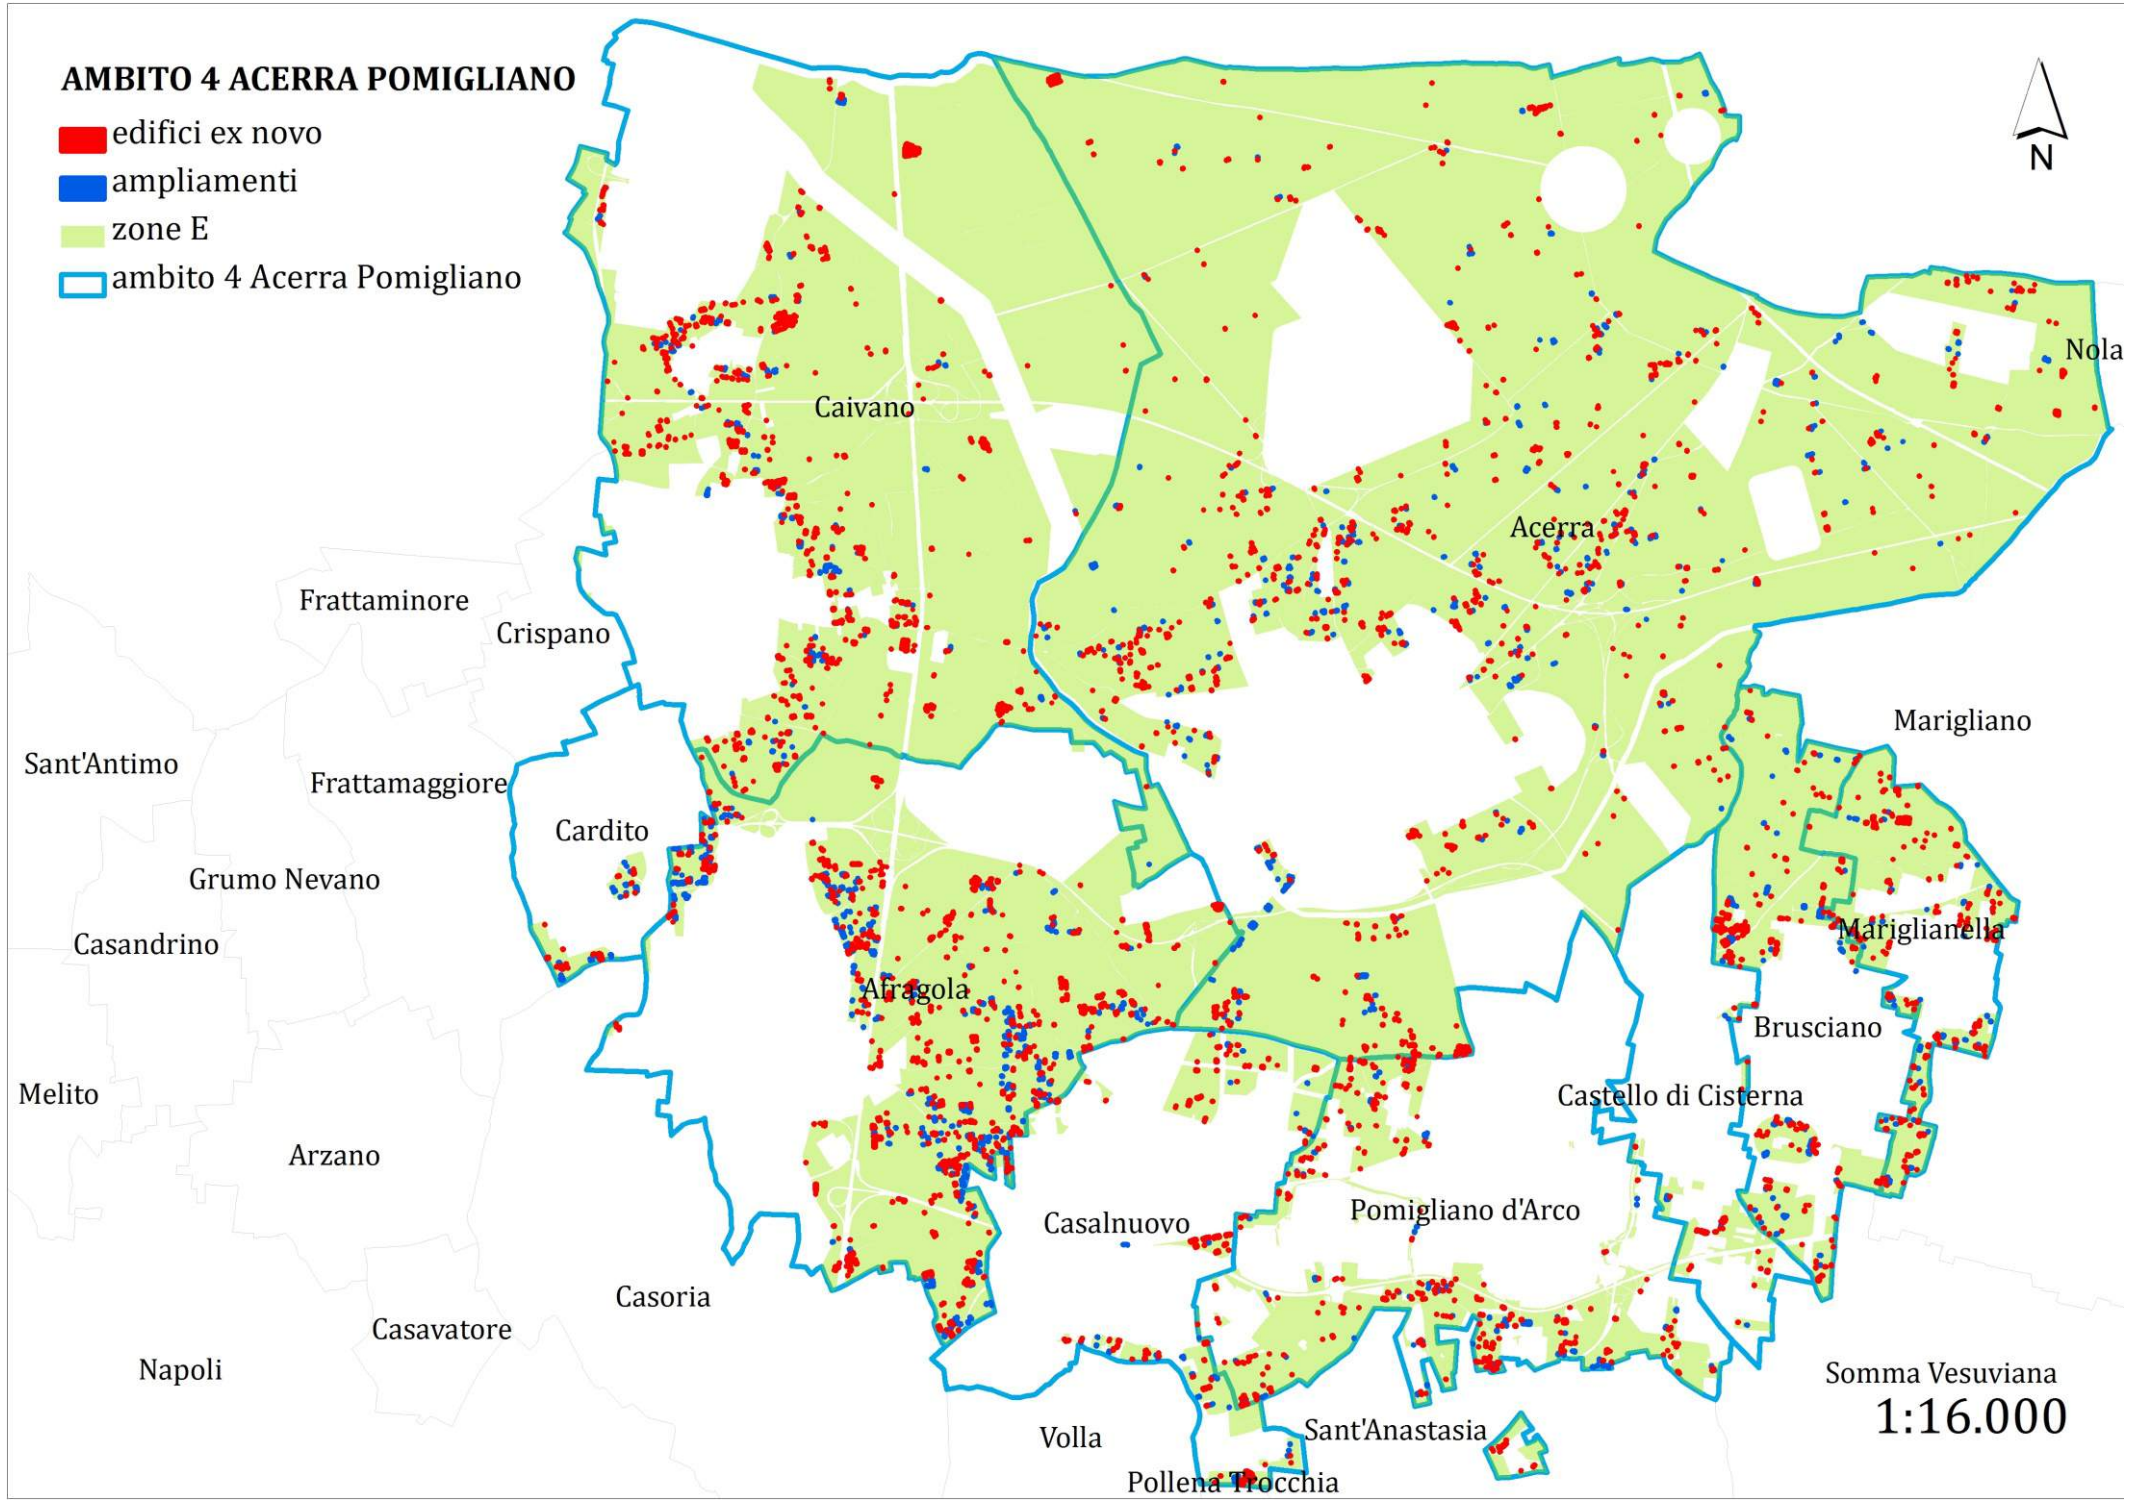 AMBITO 4 ACERRA POMIGLIANO
edifici ex novo
ampliamenti
zone E
ambito 4 Acerra Pomigliano
N
Nola
Caivano
Acerra
Frattaminore
Crispano
Marigliano
Sant'Antimo
Frattamaggiore
Cardito
Grumo Nevano
Mariglianella
Casandrino
Afragola
Brusciano
Melito
Castello di Cisterna
Arzano
Pomigliano d'Arco
Casalnuovo
Casoria
Casavatore
Napoli
Somma Vesuviana
1:16.000
Sant'Anastasia
Volla
Pollena Trocchia